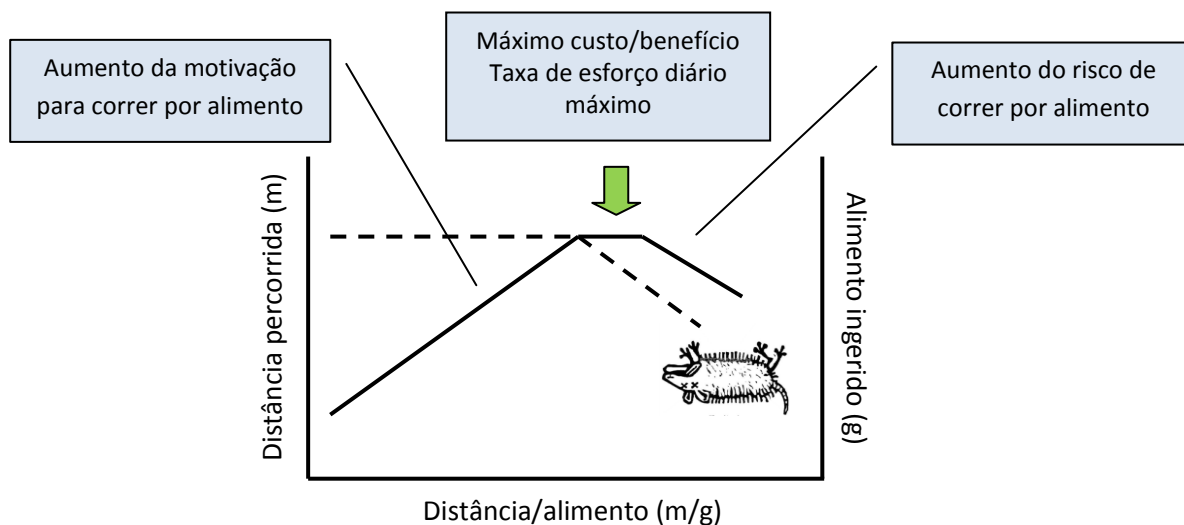 Aumento da motivação
para correr por alimento
Máximo custo/benefício
Taxa de esforço diário
máximo
Aumento do risco de
correr por alimento
Distância percorrida (m)
Alimento ingerido (g)
Distância/alimento (m/g)